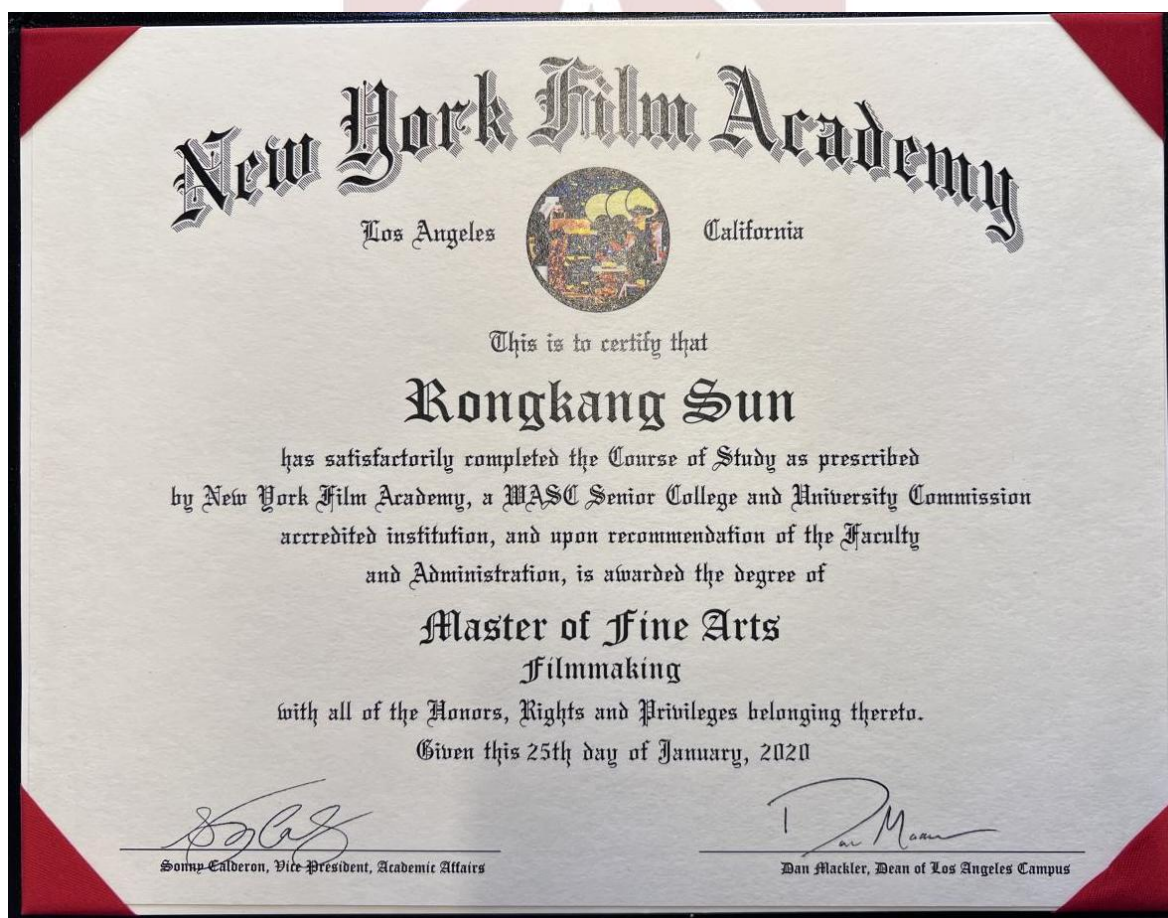 New York Film Academy
Los Angeles California
This is to certify that
Rongkang Sun
has satisfactorily completed the Course of Study as prescribed
by New York Film Academy, a WASC Senior College and University Commission
accredited institution, and upon recommendation of the Faculty
and Administration, is awarded the degree of
Master of Fine Arts
Filmmaking
with all of the Honors, Rights and Privileges belonging thereto.
Given this 25th day of January, 2020
Sonny Calderon, Vice President, Academic Affairs
Dan Mackler, Dean of Los Angeles Campus